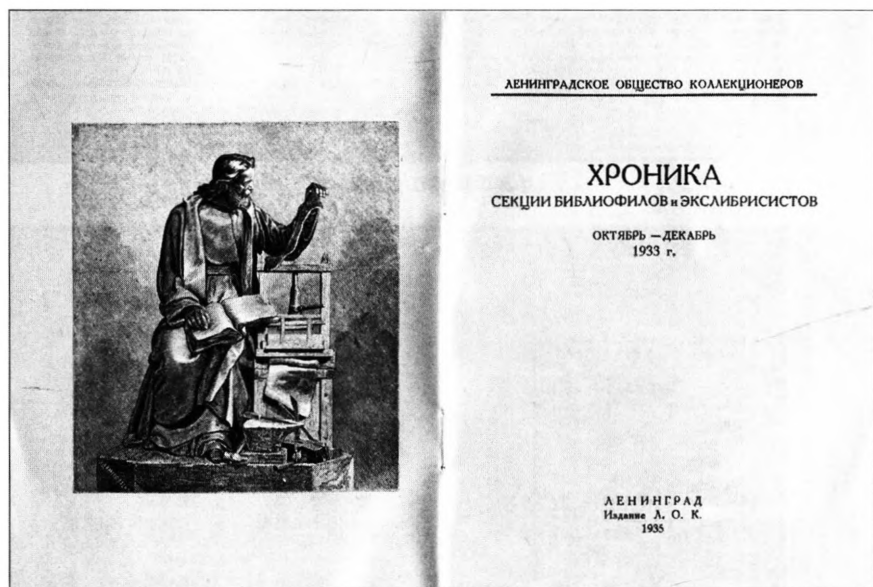 ЛЕНИНГРАДСКОЕ ОБЩЕСТВО КОЛЛЕКЦИОНЕРОВ
ХРОНИКА
СЕКЦИИ БИБЛИОФИЛОВ и ЭКСЛИБРИСИСТОВ
ОКТЯБРЬ — ДЕКАБРЬ
1933 г.
ЛЕНИНГРАД
Издание Л. О. К.
1935